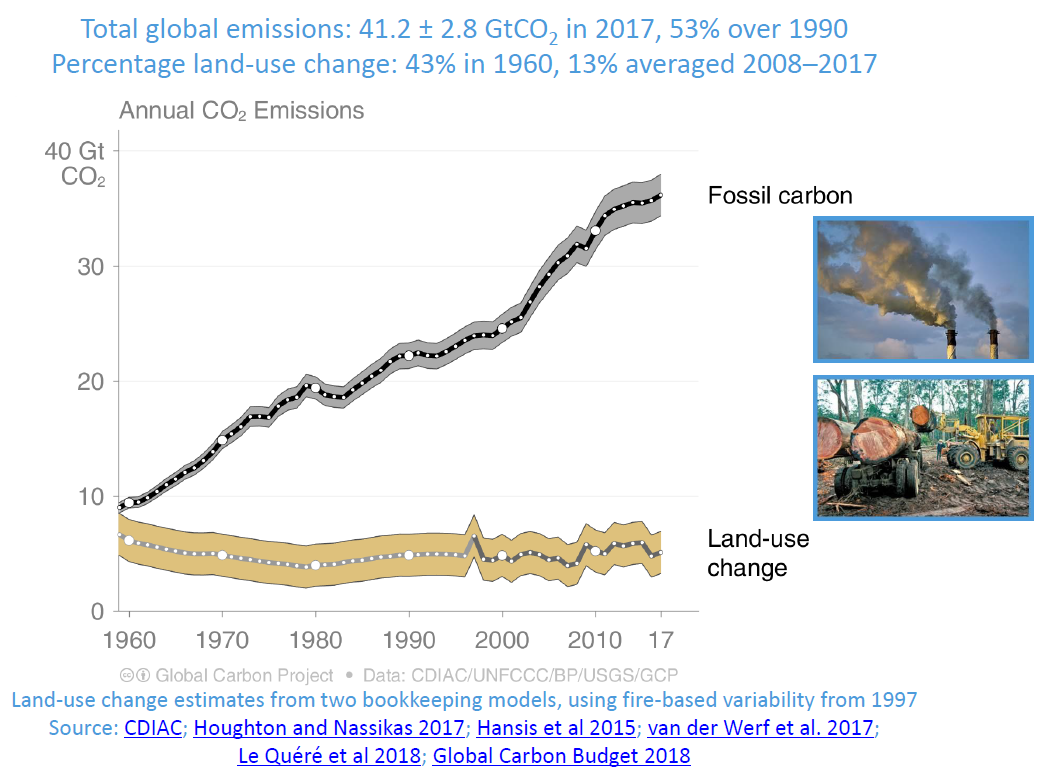 Total global emissions: 41.2 ± 2.8 GtCO₂ in 2017, 53% over 1990
Percentage land-use change: 43% in 1960, 13% averaged 2008–2017
Annual CO₂ Emissions
40 Gt
CO₂
30
20
10
0
1960
1970
1980
1990
2000
2010
17
Fossil carbon
Land-use
change
Global Carbon Project • Data: CDIAC/UNFCCC/BP/USGS/GCP
Land-use change estimates from two bookkeeping models, using fire-based variability from 1997
Source: CDIAC; Houghton and Nassikas 2017; Hansis et al 2015; van der Werf et al. 2017;
Le Quéré et al 2018; Global Carbon Budget 2018